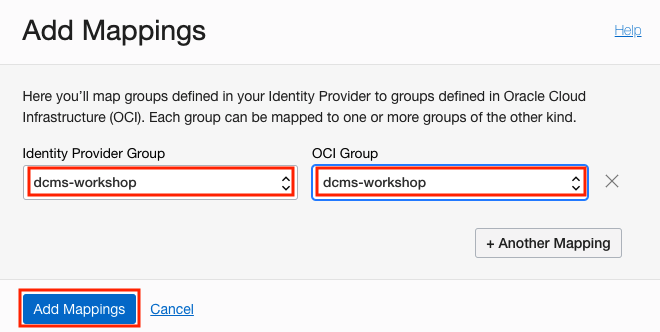 Add Mappings
Help
Here you'll map groups defined in your Identity Provider to groups defined in Oracle Cloud
Infrastructure (OCI). Each group can be mapped to one or more groups of the other kind.
Identity Provider Group
OCI Group
dcms-workshop
dcms-workshop
+ Another Mapping
Add Mappings
Cancel